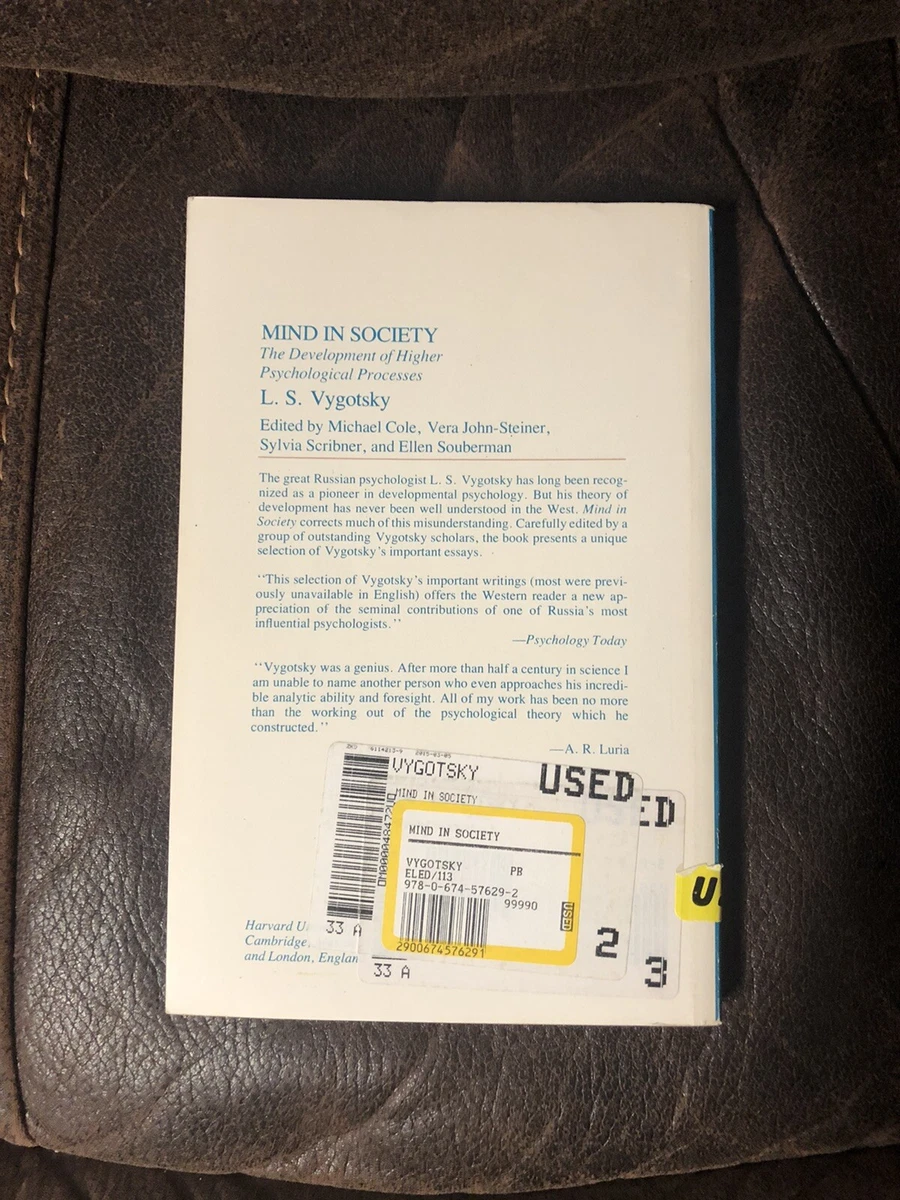 MIND IN SOCIETY
The Development of Higher
Psychological Processes
L. S. Vygotsky
Edited by Michael Cole, Vera John-Steiner,
Sylvia Scribner, and Ellen Souberman
The great Russian psychologist L. S. Vygotsky has long been recog-
nized as a pioneer in developmental psychology. But his theory of
development has never been well understood in the West. Mind in
Society corrects much of this misunderstanding. Carefully edited by a
group of outstanding Vygotsky scholars, the book presents a unique
selection of Vygotsky's important essays.
"This selection of Vygotsky's important writings (most were previ-
ously unavailable in English) offers the Western reader a new ap-
preciation of the seminal contributions of one of Russia's most
influential psychologists."
—Psychology Today
"Vygotsky was a genius. After more than half a century in science I
am unable to name another person who even approaches his incredi-
ble analytic ability and foresight. All of my work has been no more
than the working out of the psychological theory which he
constructed."
—A. R. Luria
VYGOTSKY
USED
MIND IN SOCIETY
ED
MIND IN SOCIETY
VYGOTSKY PB
ELED/113
978-0-674-57629-2
99990
USED
2900674576291
U
2
3
33 A
33 A
Harvard U
Cambridge,
and London, Englan